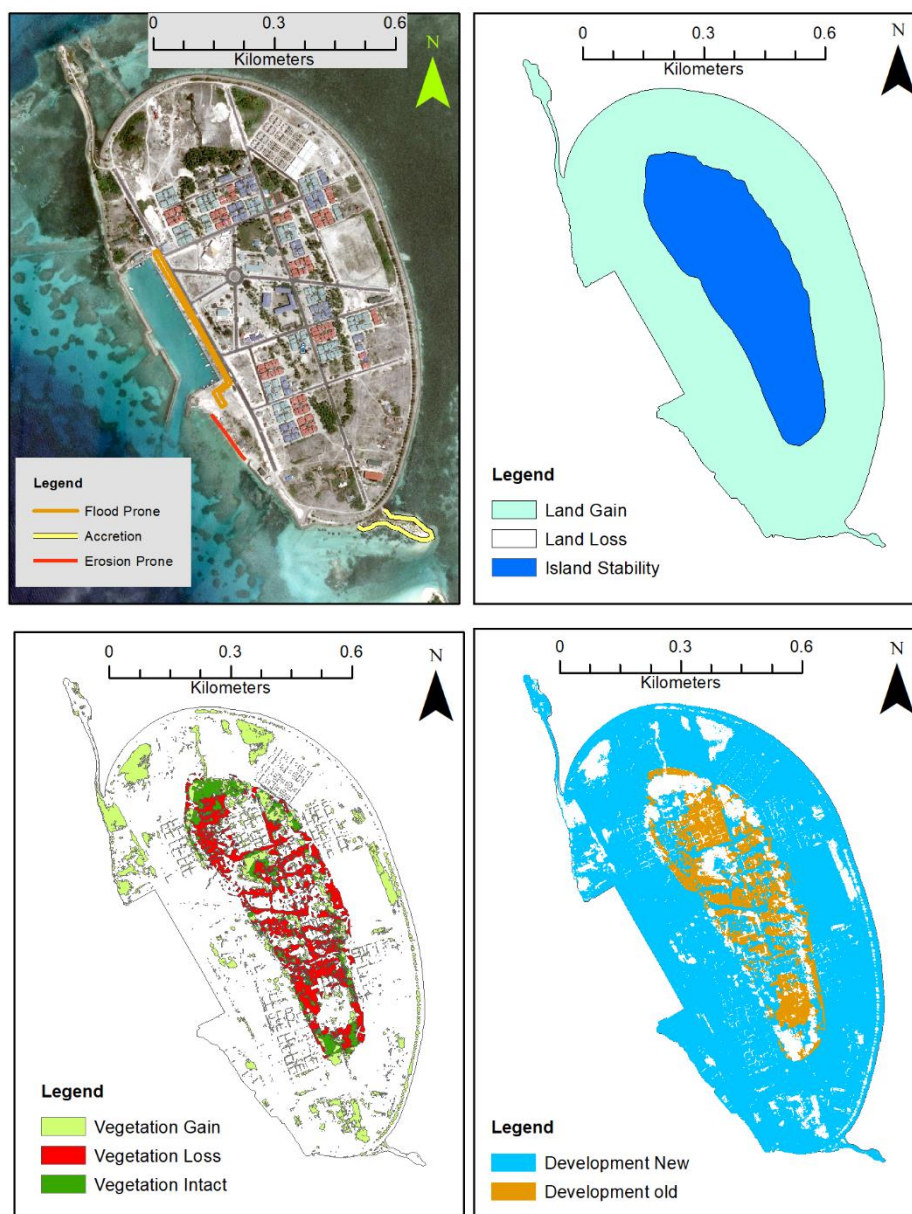 0 0.3 0.6
Kilometers
N
Legend
Flood Prone
Accretion
Erosion Prone
0 0.3 0.6
Kilometers
N
Legend
Land Gain
Land Loss
Island Stability
0 0.3 0.6
Kilometers
N
Legend
Vegetation Gain
Vegetation Loss
Vegetation Intact
0 0.3 0.6
Kilometers
N
Legend
Development New
Development old